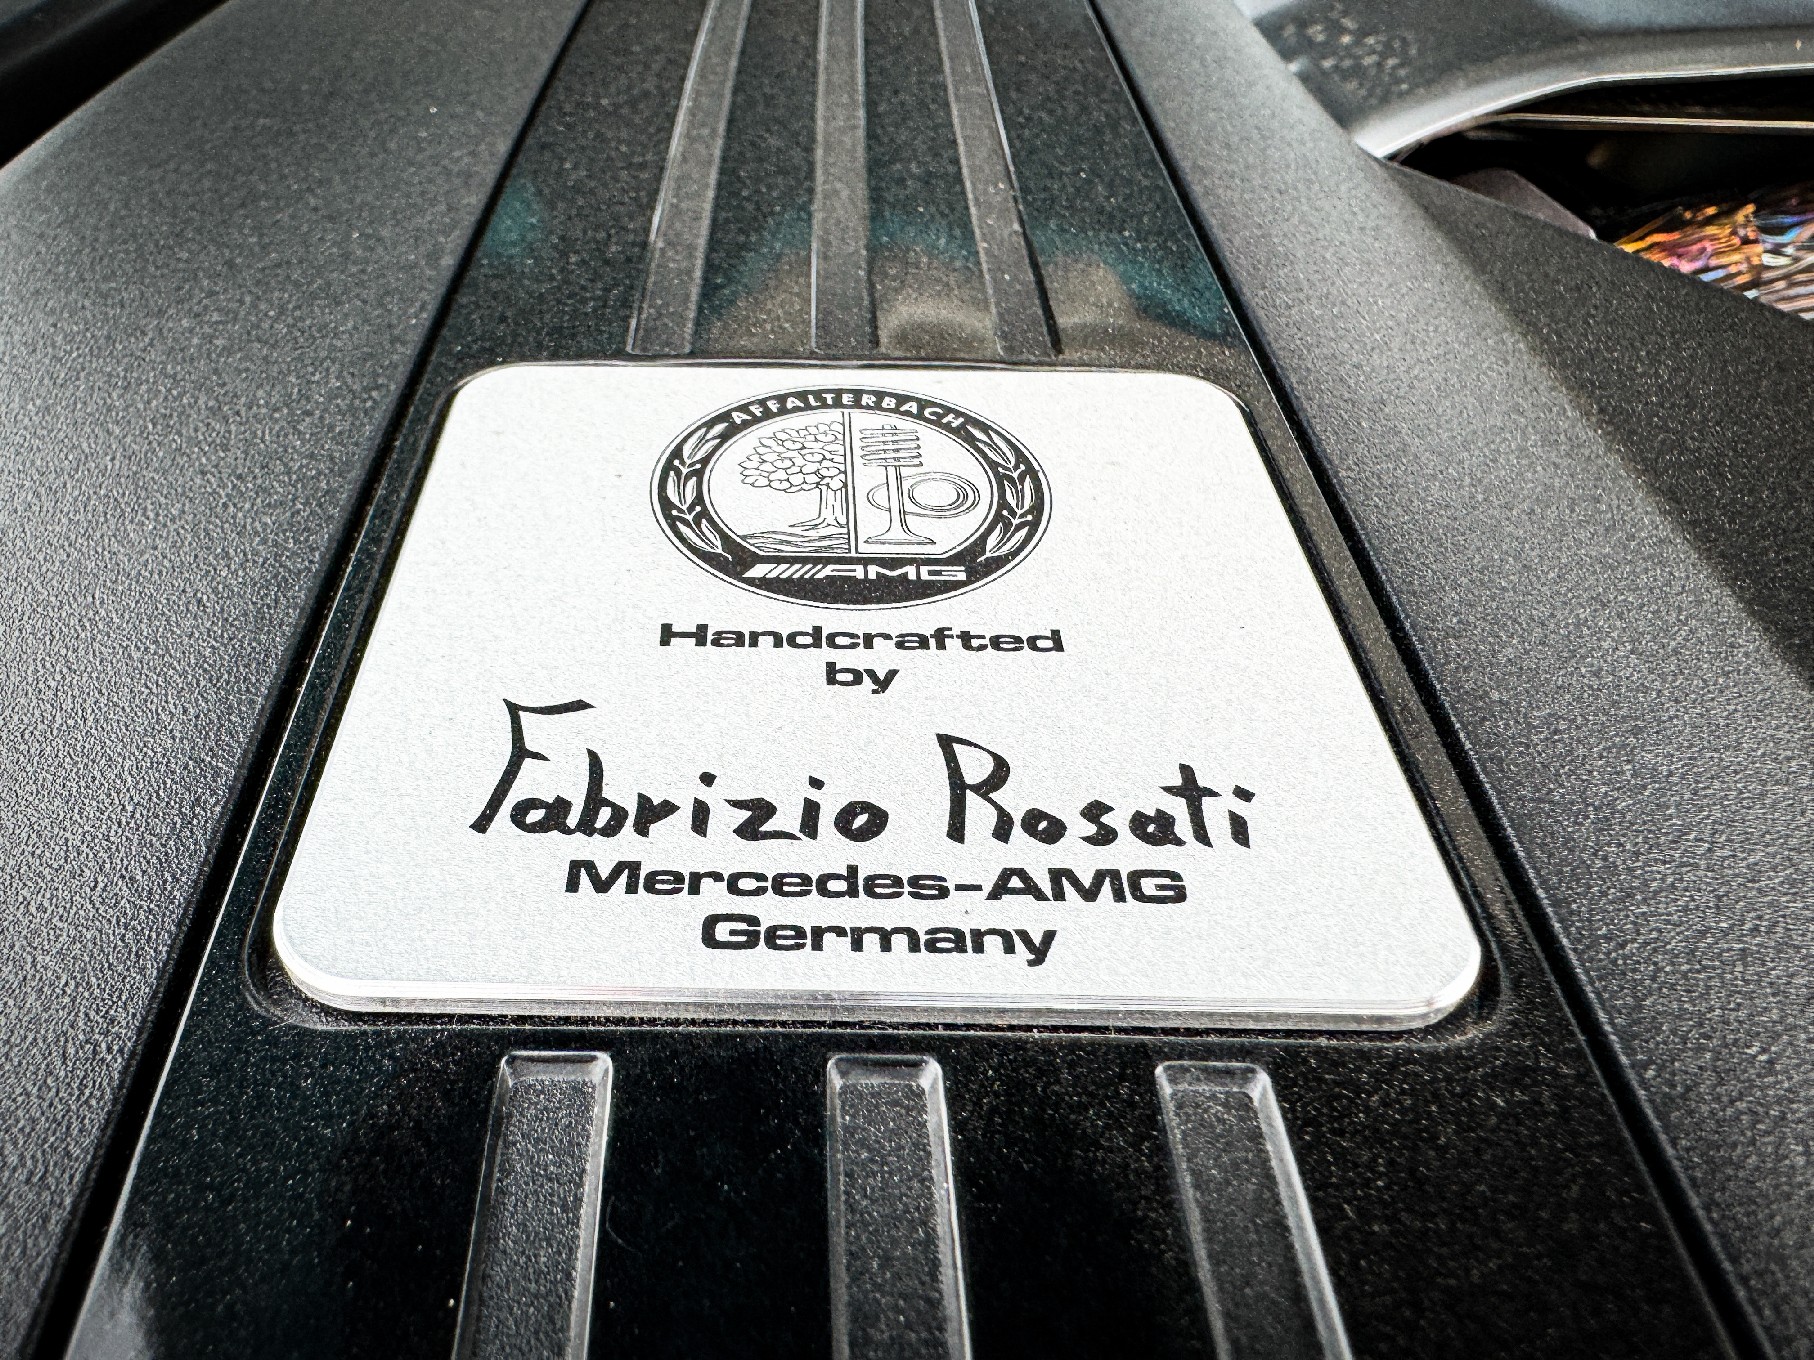 AFFALTERBACH
AMG
Handcrafted
by
Fabrizio Rosati
Mercedes-AMG
Germany